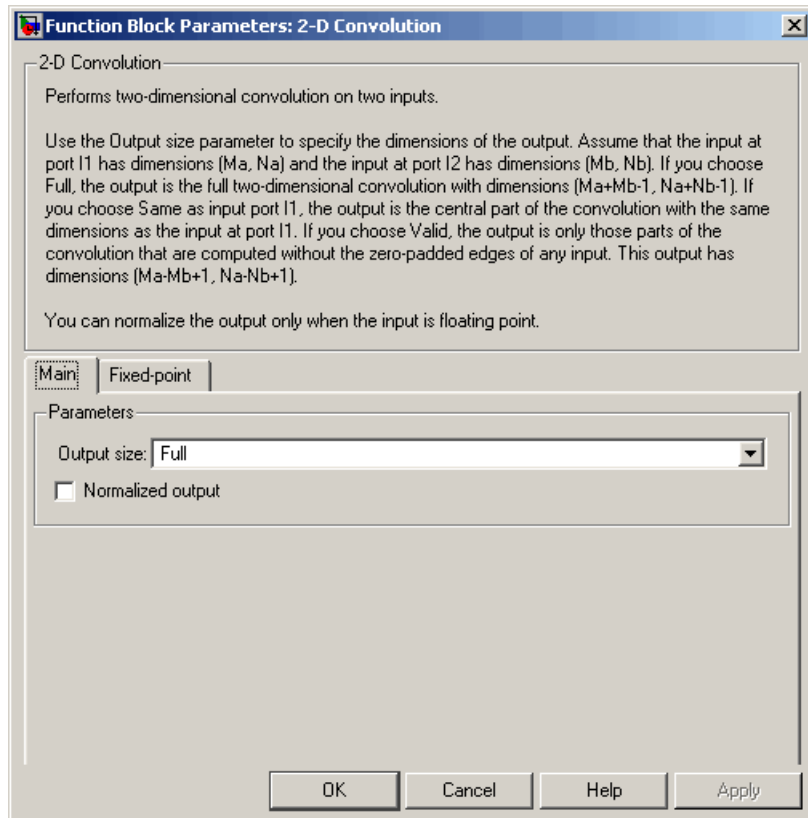 Function Block Parameters: 2-D Convolution
2-D Convolution
Performs two-dimensional convolution on two inputs.
Use the Output size parameter to specify the dimensions of the output. Assume that the input at
port I1 has dimensions (Ma, Na) and the input at port I2 has dimensions (Mb, Nb). If you choose
Full, the output is the full two-dimensional convolution with dimensions (Ma+Mb-1, Na+Nb-1). If
you choose Same as input port I1, the output is the central part of the convolution with the same
dimensions as the input at port I1. If you choose Valid, the output is only those parts of the
convolution that are computed without the zero-padded edges of any input. This output has
dimensions (Ma-Mb+1, Na-Nb+1).
You can normalize the output only when the input is floating point.
Main Fixed-point
Parameters
Output size: Full
Normalized output
OK Cancel Help Apply